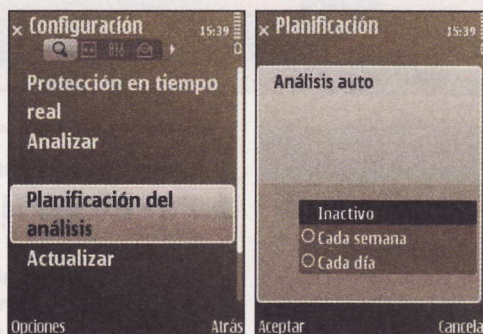 Configuración
15:39
Protección en tiempo
real
Analizar
Planificación del
análisis
Actualizar
Opciones
Atrás
Planificación
15:39
Análisis auto
Inactivo
Cada semana
Cada día
Aceptar
Cancela